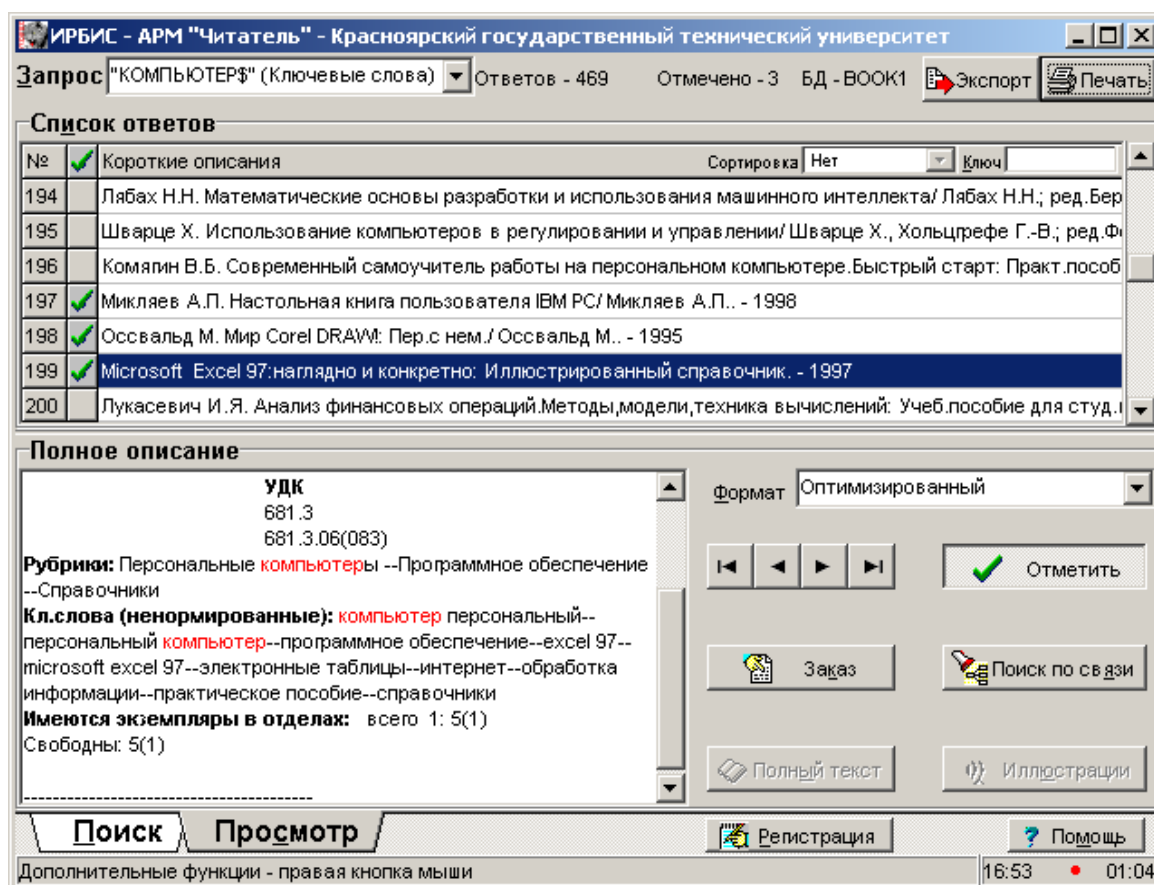 ИРБИС - АРМ "Читатель" - Красноярский государственный технический университет
Запрос "КОМПЬЮТЕР$" (Ключевые слова) Ответов - 469 Отмечено - 3 БД - BOOK1 Экспорт Печать
Список ответов
№ Короткие описания Сортировка Нет Ключ
194 Лябах Н.Н. Математические основы разработки и использования машинного интеллекта/ Лябах Н.Н.; ред.Бер
195 Шварце Х. Использование компьютеров в регулировании и управлении/ Шварце Х., Хольцгрефе Г.-В.; ред.Ф
196 Комягин В.Б. Современный самоучитель работы на персональном компьютере.Быстрый старт: Практ.пособ
197 Микляев А.П. Настольная книга пользователя IBM PC/ Микляев А.П.. - 1998
198 Оссвальд М. Мир Corel DRAW!: Пер.с нем./ Оссвальд М.. - 1995
199 Microsoft Excel 97:наглядно и конкретно: Иллюстрированный справочник. - 1997
200 Лукасевич И.Я. Анализ финансовых операций.Методы,модели,техника вычислений: Учеб.пособие для студ.
Полное описание
УДК
681.3
681.3.06(083)
Рубрики: Персональные компьютеры --Программное обеспечение
--Справочники
Кл.слова (ненормированные): компьютер персональный--
персональный компьютер--программное обеспечение--excel 97--
microsoft excel 97--электронные таблицы--интернет--обработка
информации--практическое пособие--справочники
Имеются экземпляры в отделах: всего 1: 5(1)
Свободны: 5(1)
----------------------------------------
Формат Оптимизированный
Отметить
Заказ Поиск по связи
Полный текст Иллюстрации
Поиск Просмотр Регистрация Помощь
Дополнительные функции - правая кнопка мыши 16:53 01:04